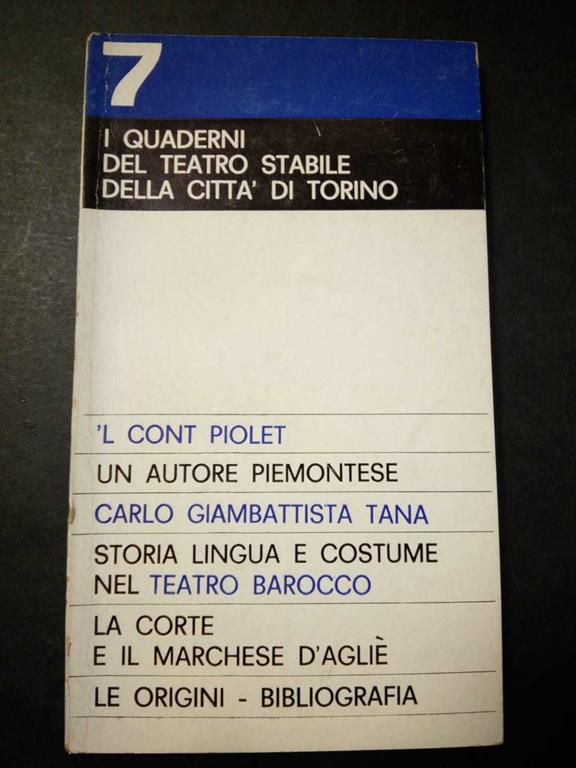 7
I QUADERNI
DEL TEATRO STABILE
DELLA CITTA' DI TORINO
'L CONT PIOLET
UN AUTORE PIEMONTESE
CARLO GIAMBATTISTA TANA
STORIA LINGUA E COSTUME
NEL TEATRO BAROCCO
LA CORTE
E IL MARCHESE D'AGLIÈ
LE ORIGINI - BIBLIOGRAFIA